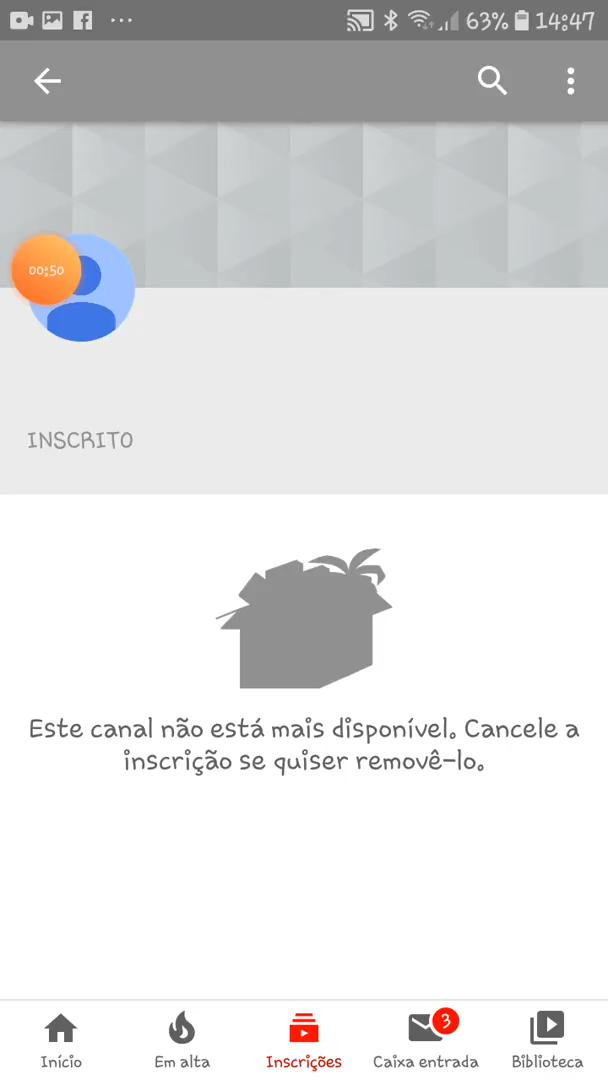 63% 14:47
00:50
INSCRITO
Este canal não está mais disponível. Cancele a
inscrição se quiser removê-lo.
3
Início Em alta Inscrições Caixa entrada Biblioteca